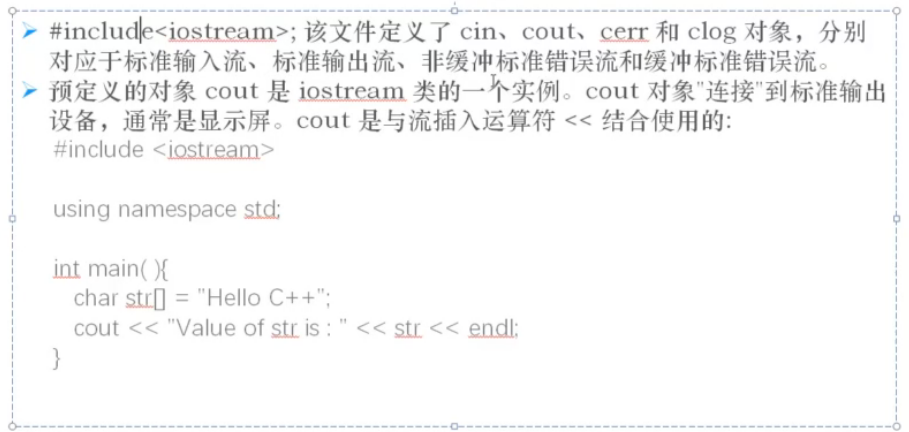 #include<iostream>; 该文件定义了 cin、cout、cerr 和 clog 对象，分别
对应于标准输入流、标准输出流、非缓冲标准错误流和缓冲标准错误流。
预定义的对象 cout 是 iostream 类的一个实例。cout 对象"连接"到标准输出
设备，通常是显示屏。cout 是与流插入运算符 << 结合使用的:
#include <iostream>
using namespace std;
int main( ){
char str[] = "Hello C++";
cout << "Value of str is : " << str << endl;
}